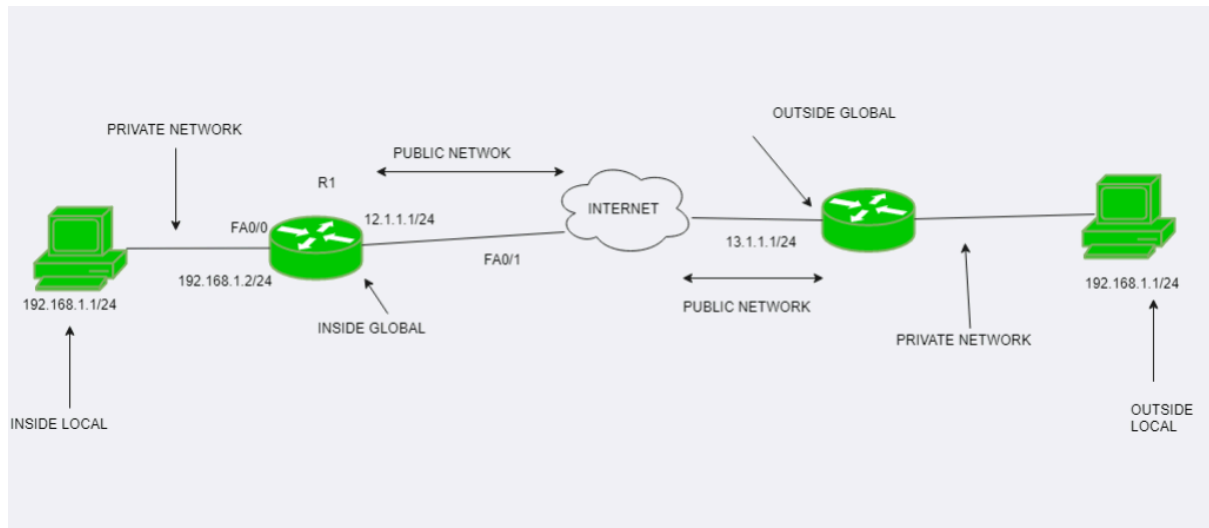 OUTSIDE GLOBAL
PRIVATE NETWORK
PUBLIC NETWOK
R1
INTERNET
FA0/0
12.1.1.1/24
13.1.1.1/24
FA0/1
192.168.1.2/24
192.168.1.1/24
192.168.1.1/24
PUBLIC NETWORK
INSIDE GLOBAL
PRIVATE NETWORK
INSIDE LOCAL
OUTSIDE
LOCAL